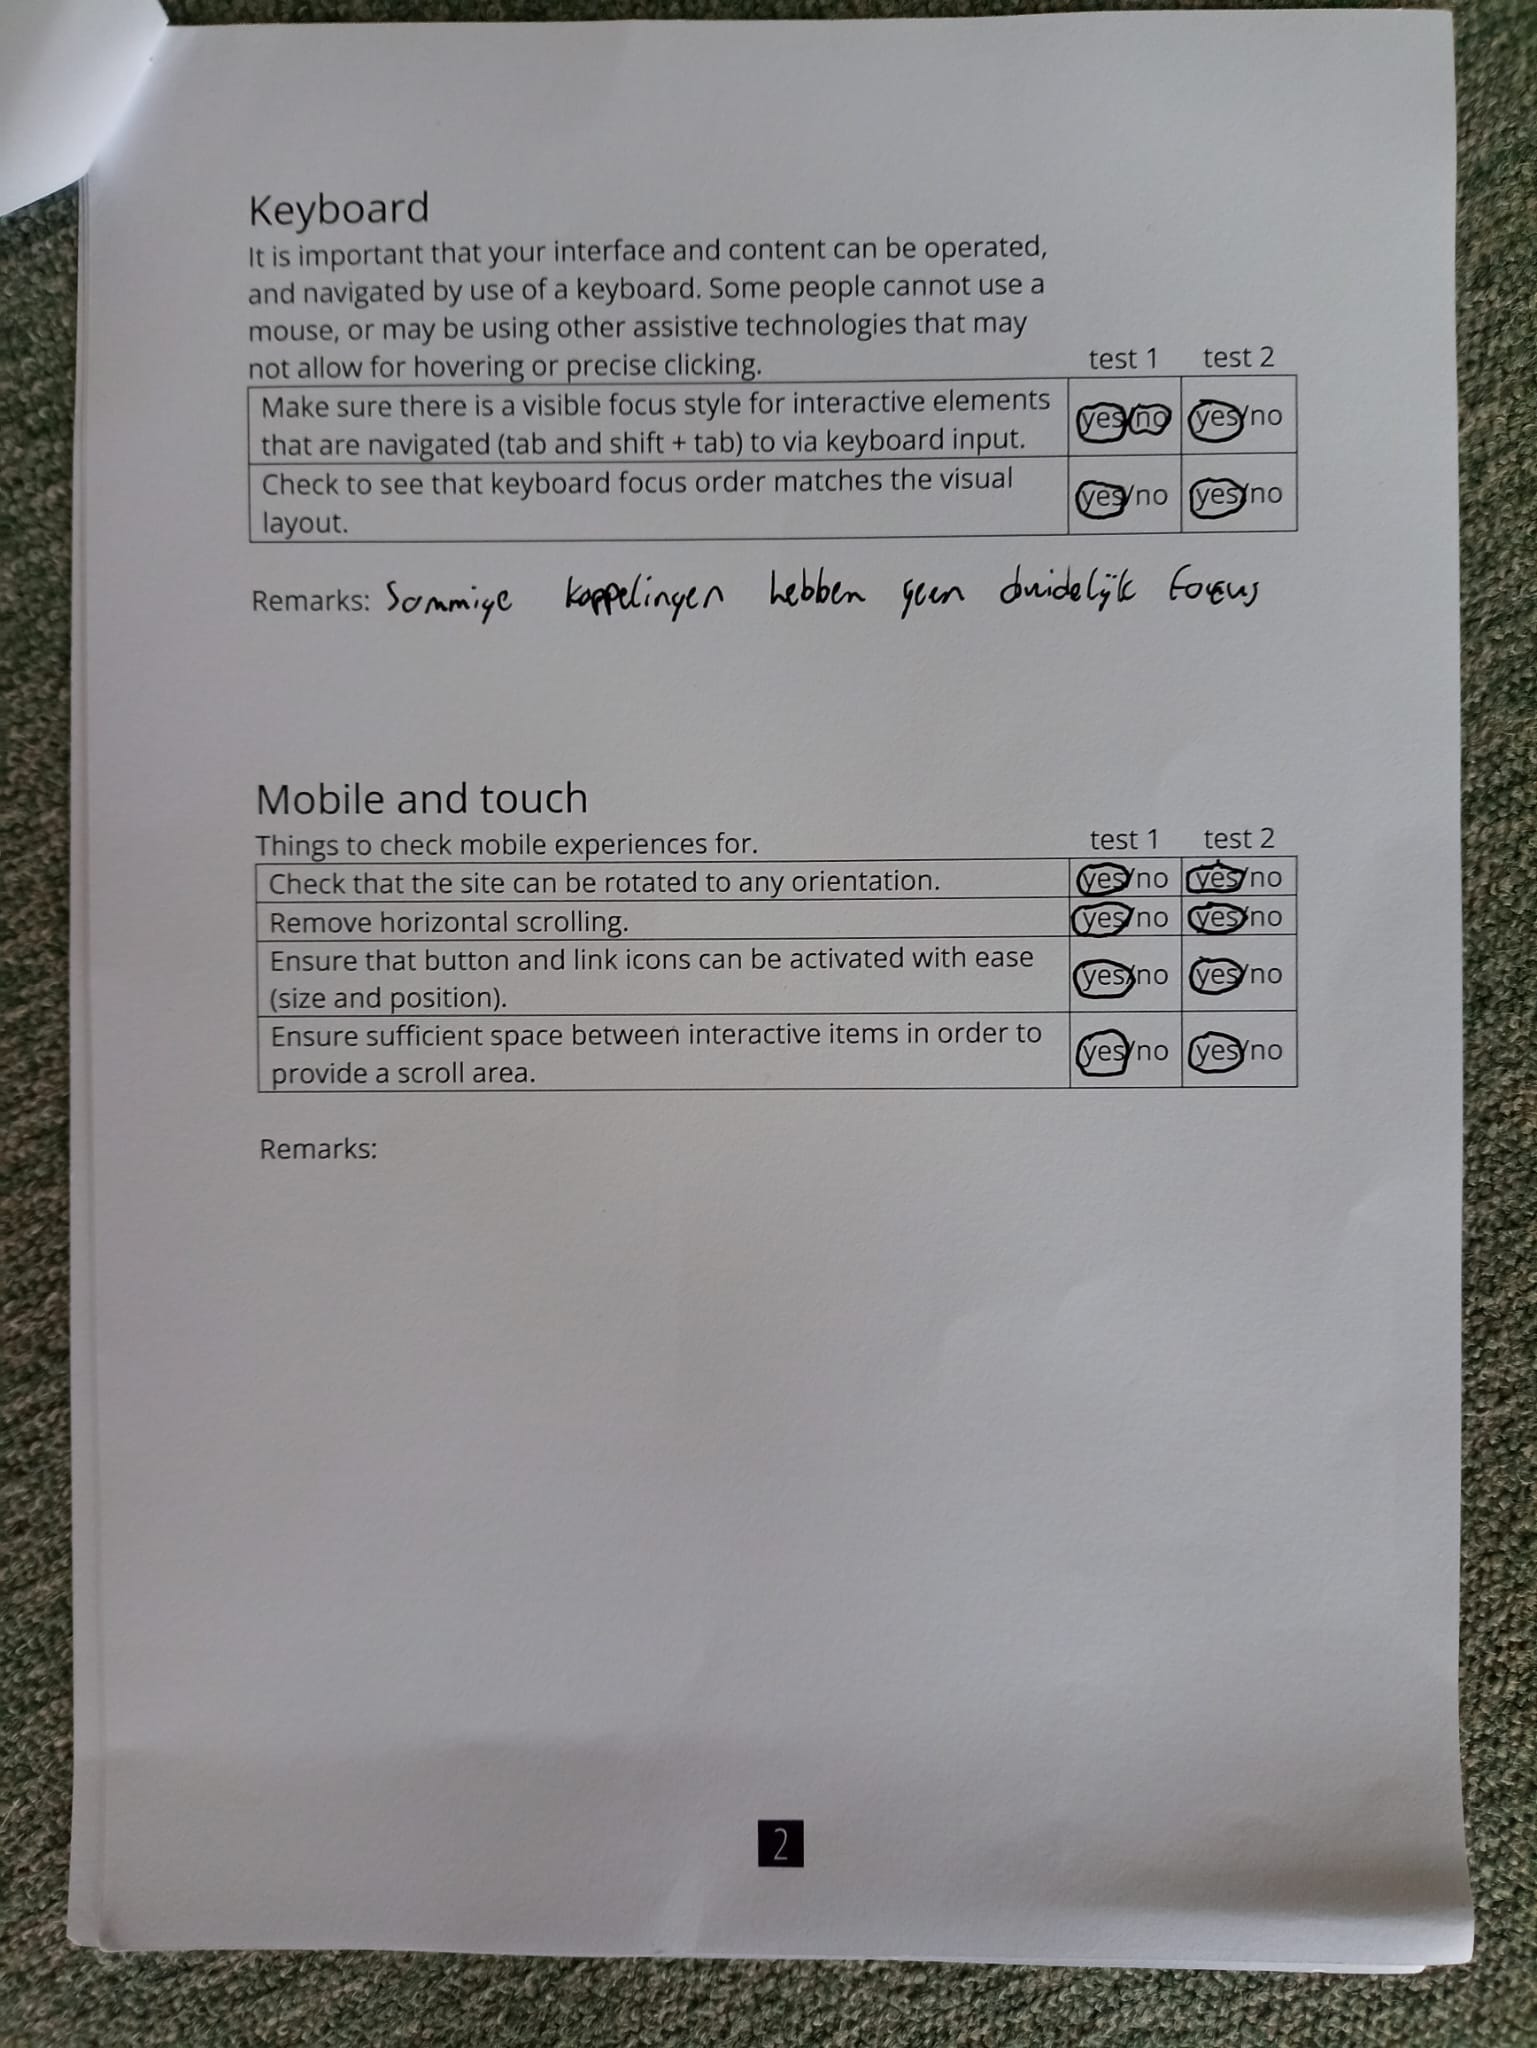 Keyboard
It is important that your interface and content can be operated,
and navigated by use of a keyboard. Some people cannot use a
mouse, or may be using other assistive technologies that may
not allow for hovering or precise clicking. test 1 test 2
Make sure there is a visible focus style for interactive elements
that are navigated (tab and shift + tab) to via keyboard input. yes/no yes/no
Check to see that keyboard focus order matches the visual
layout. yes/no yes/no
Remarks: Sommige koppelingen hebben geen duidelijk focus
Mobile and touch
Things to check mobile experiences for. test 1 test 2
Check that the site can be rotated to any orientation. yes/no yes/no
Remove horizontal scrolling. yes/no yes/no
Ensure that button and link icons can be activated with ease
(size and position). yes/no yes/no
Ensure sufficient space between interactive items in order to
provide a scroll area. yes/no yes/no
Remarks:
2